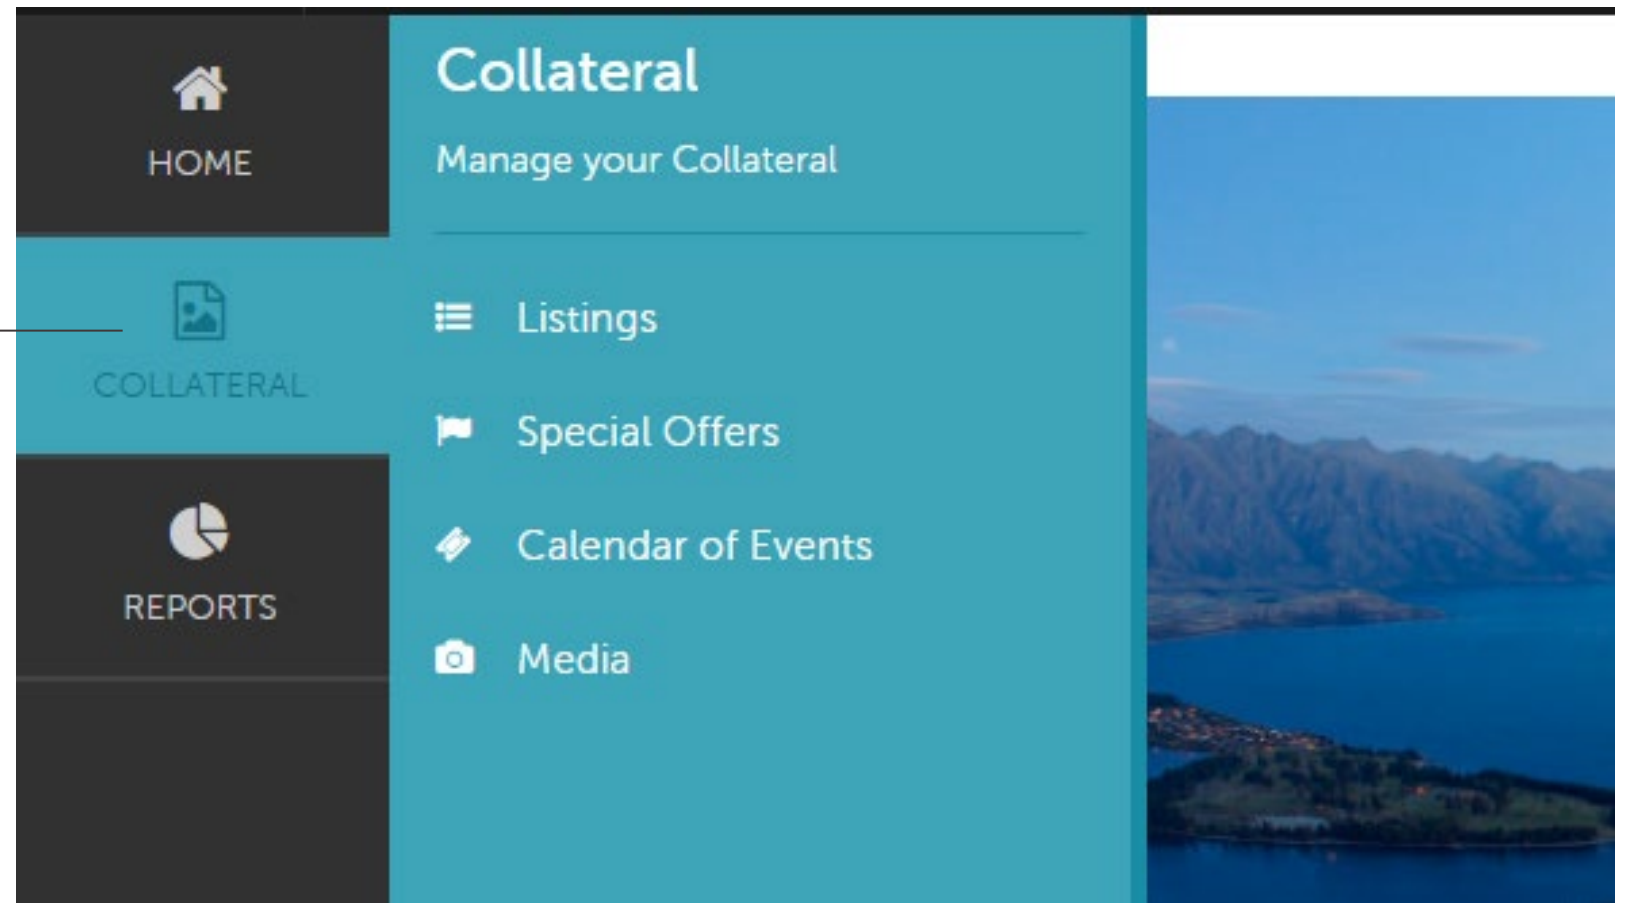 HOME
COLLATERAL
REPORTS
Collateral
Manage your Collateral
Listings
Special Offers
Calendar of Events
Media